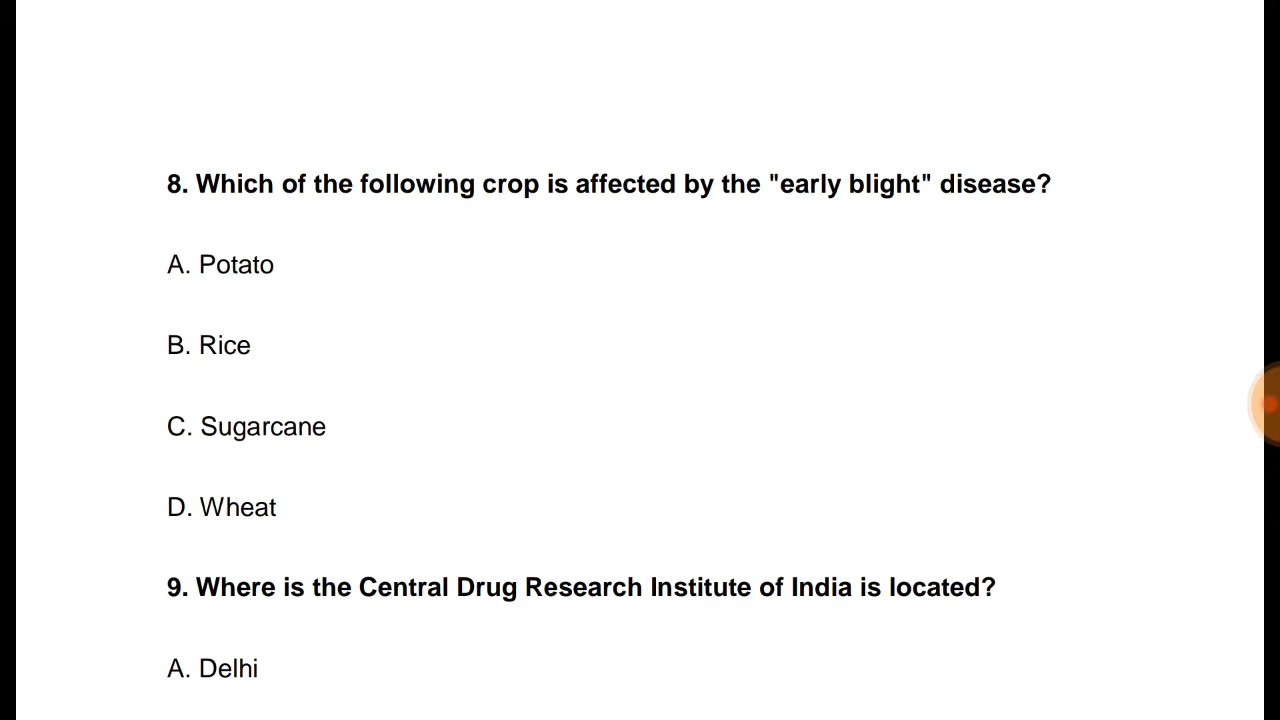 8. Which of the following crop is affected by the "early blight" disease?
A. Potato
B. Rice
C. Sugarcane
D. Wheat
9. Where is the Central Drug Research Institute of India is located?
A. Delhi